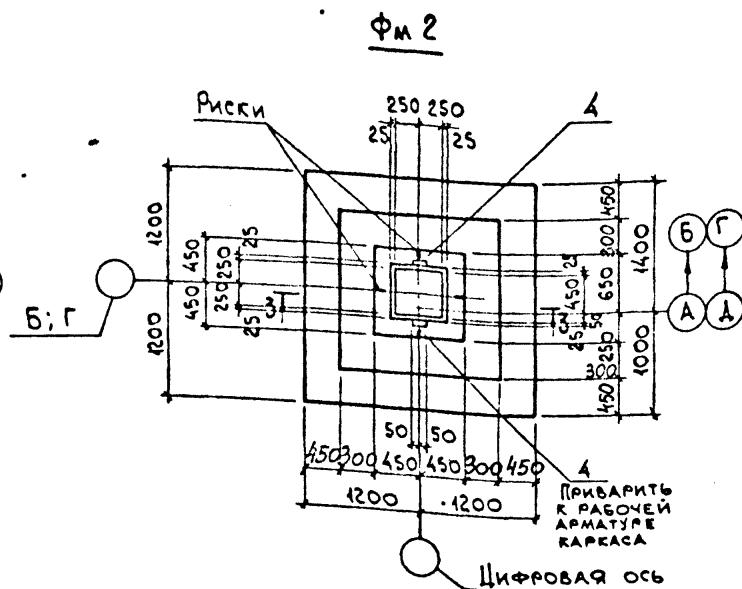 Фм 2
Риски
250 250
4
25 25
1200
450
250
25
450
250
25
1200
Б; Г
3
3
450
300
650
250
300
450
1400
1000
25
450
50
25
Б Г
А Д
50 50
450 300 450 450 300 450
1200 1200
4
ПРИВАРИТЬ
К РАБОЧЕЙ
АРМАТУРЕ
КАРКАСА
ЦИФРОВАЯ ОСЬ